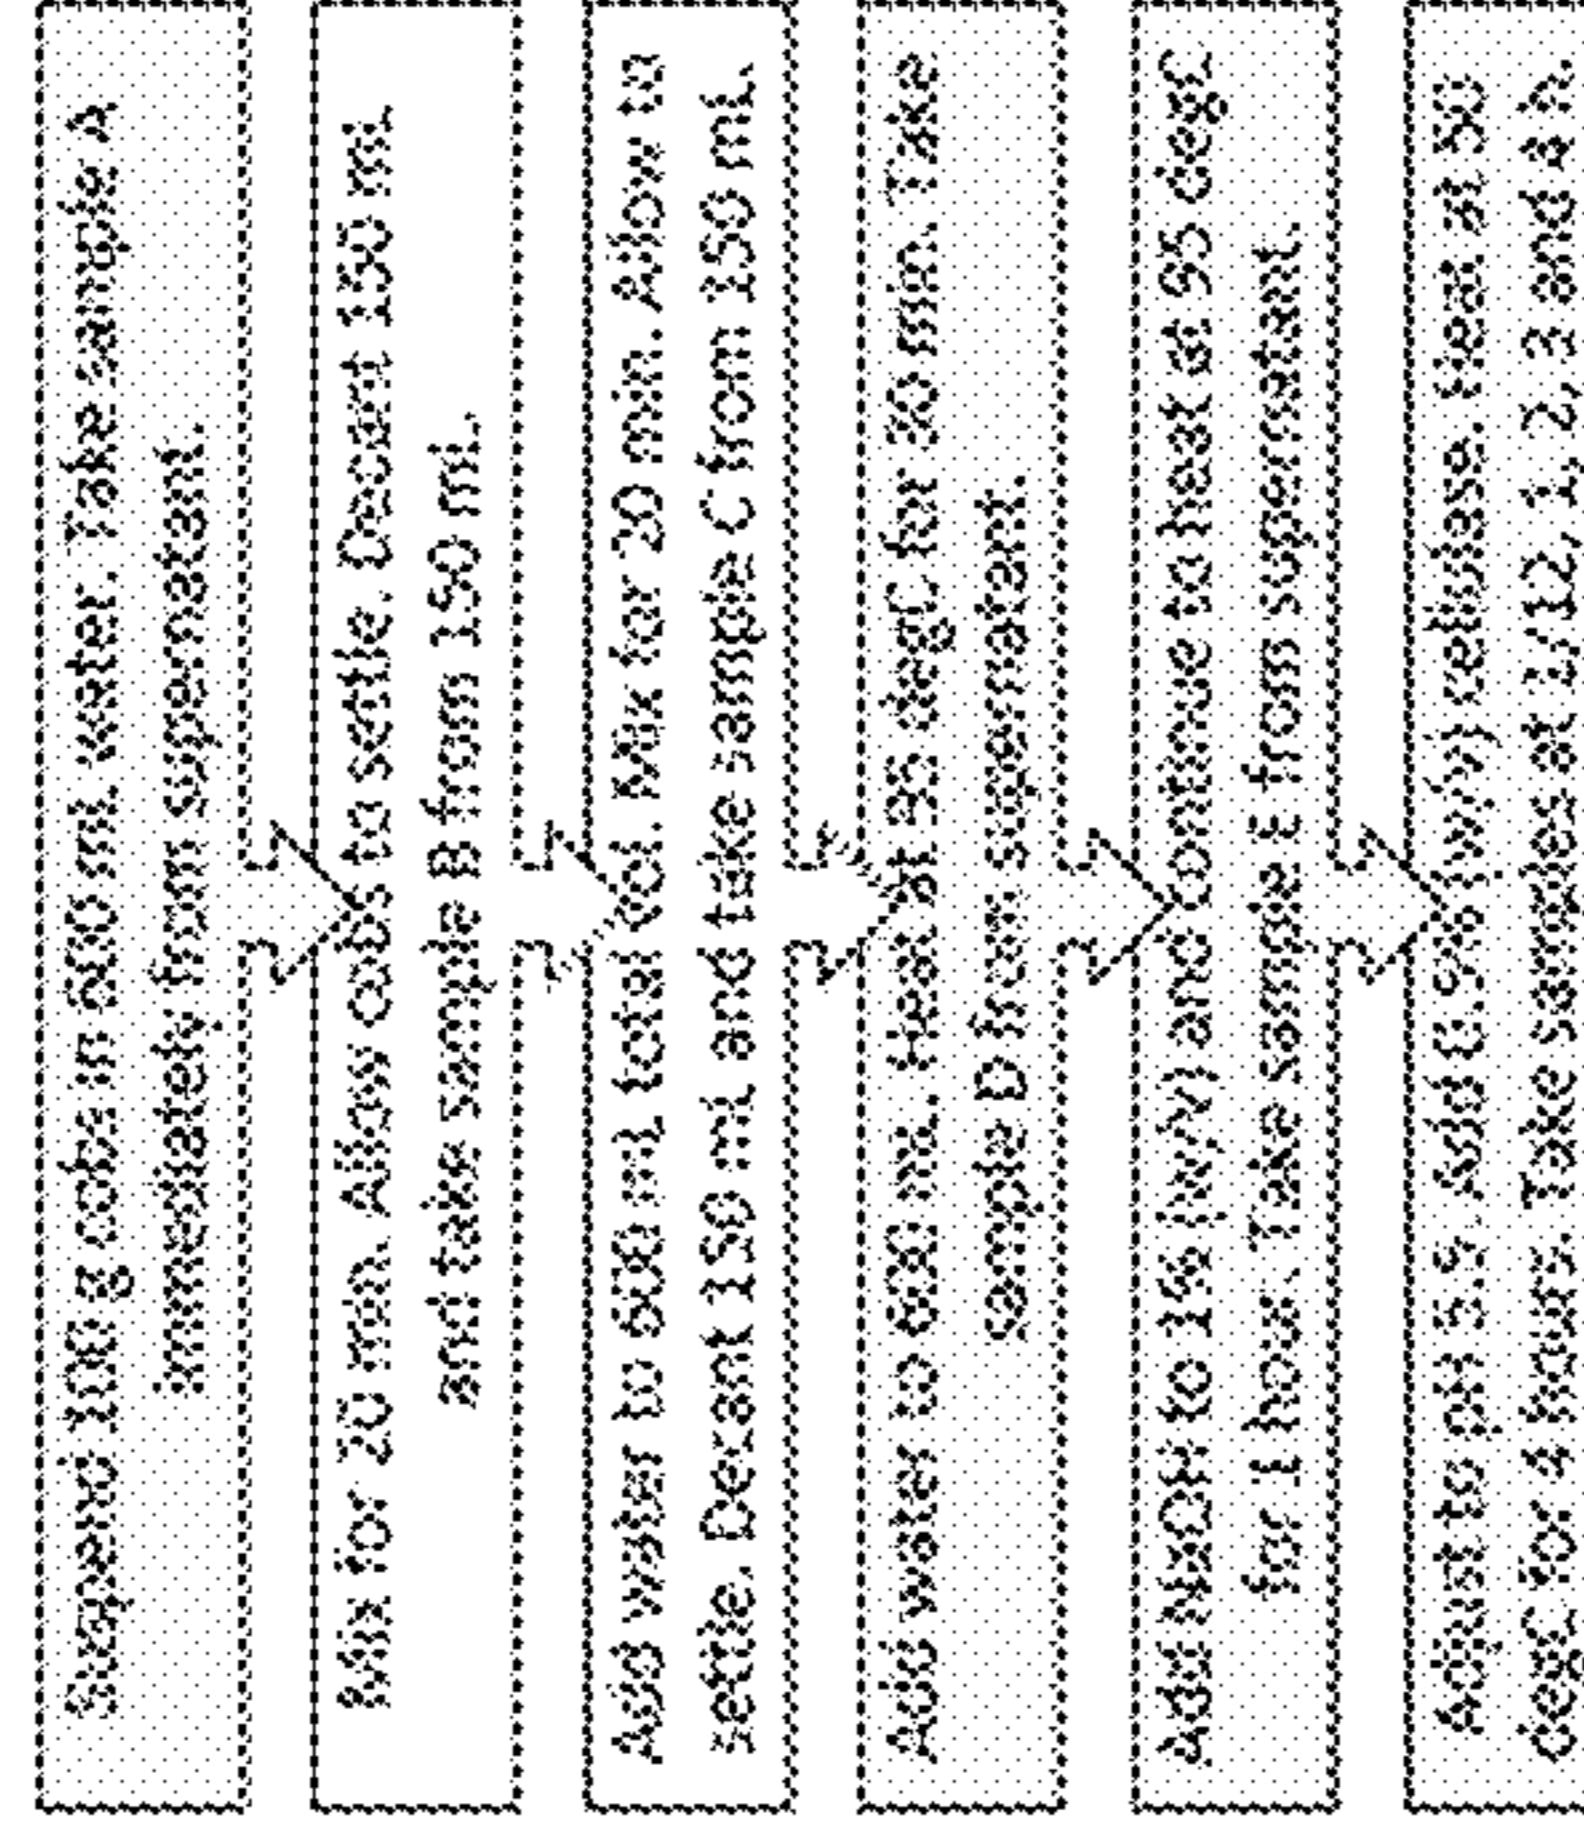 Suspend 100 g cobs in 600 mL water. Take sample A
immediately from supernatant.
Mix for 20 min. Allow cobs to settle. Decant 150 mL
and take sample B from 150 mL.
Add water to 600 mL total vol. Mix for 20 min. Allow to
settle. Decant 150 mL and take sample C from 150 mL.
Add water to 600 mL. Heat at 95 degC for 30 min. Take
sample D from supernatant.
Add NaOH to 1% (w/v) and continue to heat at 95 degC
for 1 hour. Take sample E from supernatant.
Adjust to pH 5.5. Add 0.5% (w/v) cellulase. Heat at 50
degC for 4 hours. Take samples at 1/12, 1, 2, 3 and 4 h.